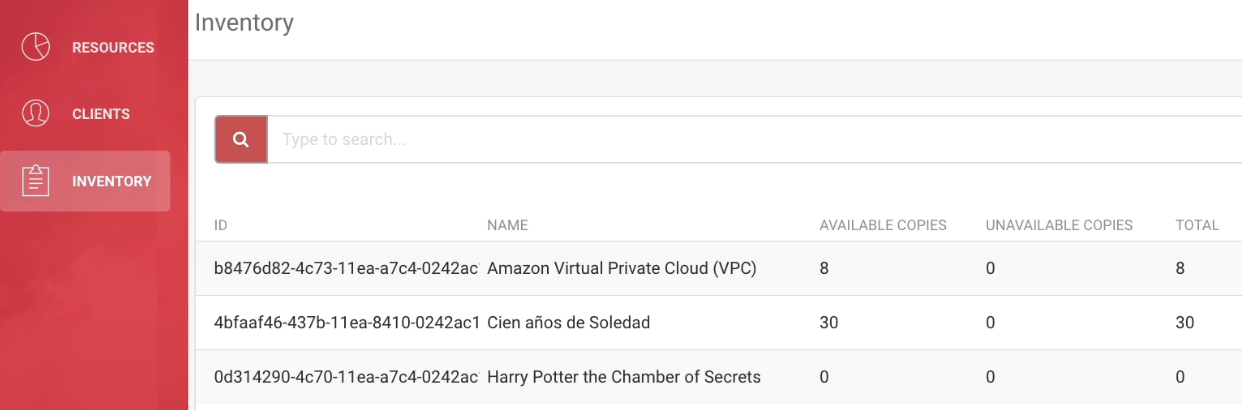 Inventory
RESOURCES
CLIENTS
INVENTORY
Type to search...
ID NAME AVAILABLE COPIES UNAVAILABLE COPIES TOTAL
b8476d82-4c73-11ea-a7c4-0242ac Amazon Virtual Private Cloud (VPC) 8 0 8
4bfaaf46-437b-11ea-8410-0242ac1 Cien años de Soledad 30 0 30
0d314290-4c70-11ea-a7c4-0242ac Harry Potter the Chamber of Secrets 0 0 0